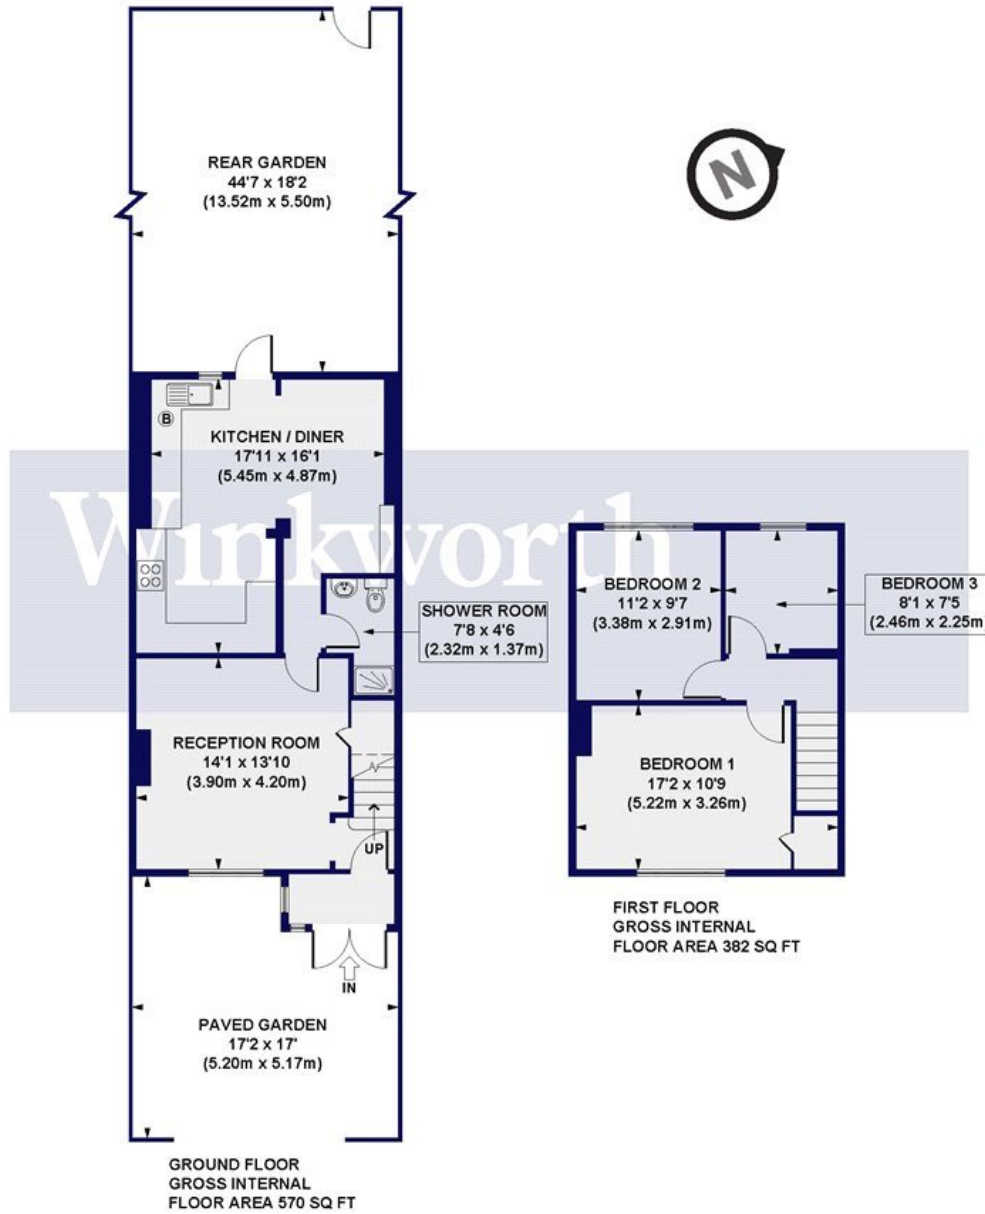 REAR GARDEN
44'7 x 18'2
(13.52m x 5.50m)
N
B
KITCHEN / DINER
17'11 x 16'1
(5.45m x 4.87m)
Winkworth
SHOWER ROOM
7'8 x 4'6
(2.32m x 1.37m)
BEDROOM 2
11'2 x 9'7
(3.38m x 2.91m)
BEDROOM 3
8'1 x 7'5
(2.46m x 2.25m)
RECEPTION ROOM
14'1 x 13'10
(3.90m x 4.20m)
UP
BEDROOM 1
17'2 x 10'9
(5.22m x 3.26m)
IN
PAVED GARDEN
17'2 x 17'
(5.20m x 5.17m)
FIRST FLOOR
GROSS INTERNAL
FLOOR AREA 382 SQ FT
GROUND FLOOR
GROSS INTERNAL
FLOOR AREA 570 SQ FT